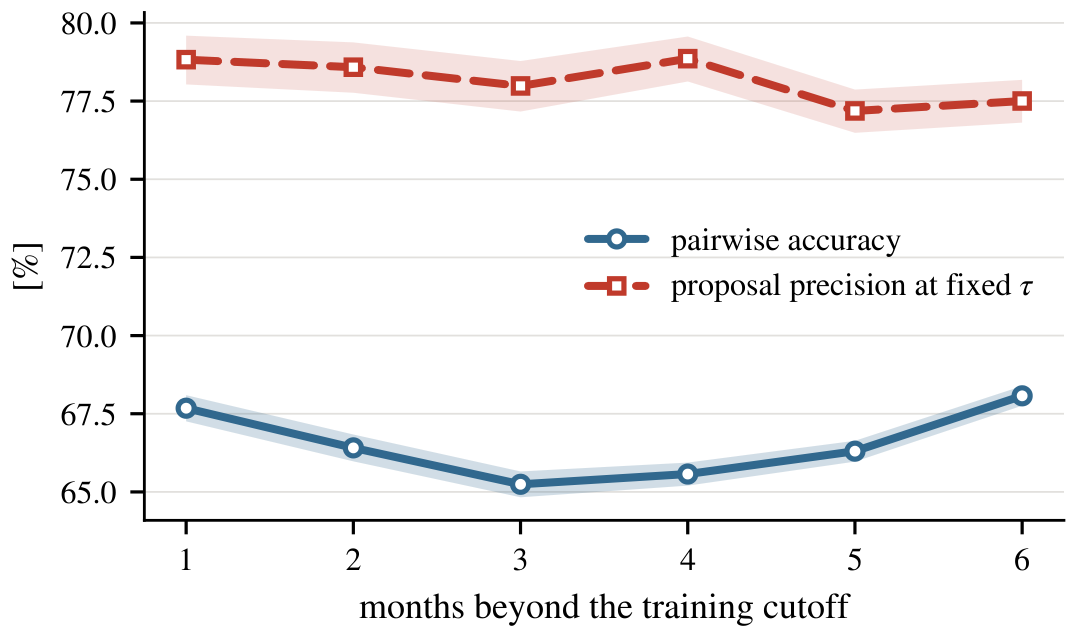 80.0
77.5
75.0
72.5
70.0
67.5
65.0
[%]
pairwise accuracy
proposal precision at fixed τ
1 2 3 4 5 6
months beyond the training cutoff